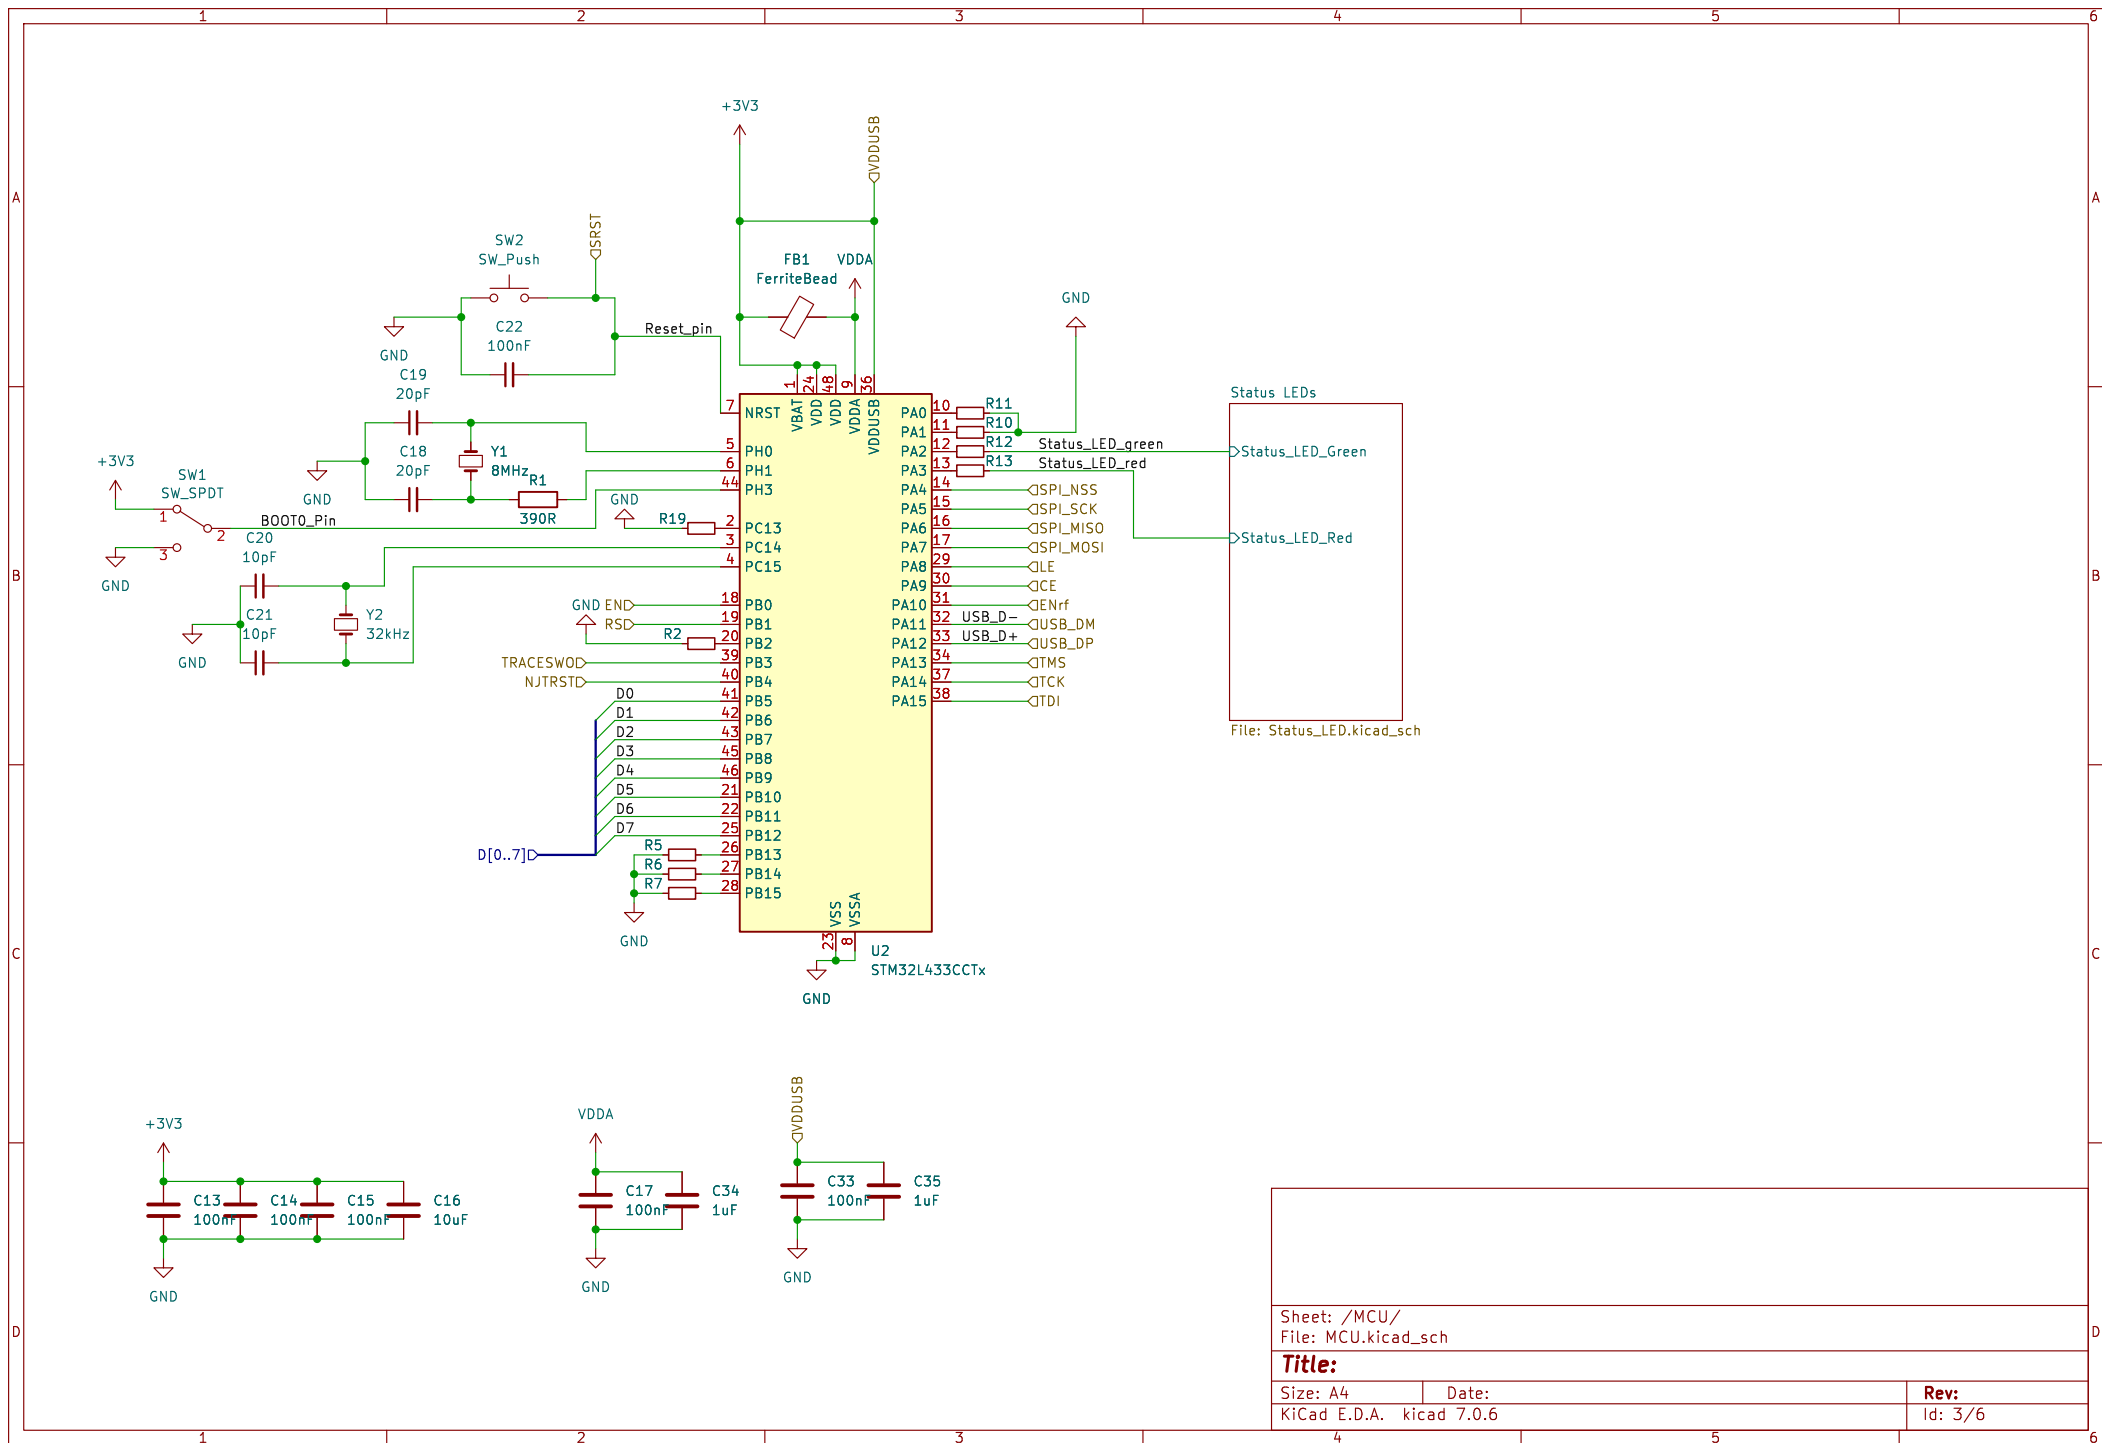 1 2 3 4 5 6
A A
B B
C C
D D
+3V3
VDDUSB
SRST
SW2
SW_Push
FB1
FerriteBead
VDDA
GND
Reset_pin
C22
100nF
GND
C19
20pF
C18
20pF
Y1
8MHz
R1
390R
GND
+3V3
SW1
SW_SPDT
1
2
3
BOOT0_Pin
GND
GND
R19
C20
10pF
C21
10pF
Y2
32kHz
GND
GND
EN
RS
R2
TRACESWO
NJTRST
D0
D1
D2
D3
D4
D5
D6
D7
D[0..7]
R5
R6
R7
GND
1 VBAT
24 VDD
48 VDD
9 VDDA
36 VDDUSB
7 NRST
5 PH0
6 PH1
44 PH3
2 PC13
3 PC14
4 PC15
18 PB0
19 PB1
20 PB2
39 PB3
40 PB4
41 PB5
42 PB6
43 PB7
45 PB8
46 PB9
21 PB10
22 PB11
25 PB12
26 PB13
27 PB14
28 PB15
23 VSS
8 VSSA
GND
U2
STM32L433CCTx
PA0 10 R11
PA1 11 R10
PA2 12 R12 Status_LED_green
PA3 13 R13 Status_LED_red
PA4 14 SPI_NSS
PA5 15 SPI_SCK
PA6 16 SPI_MISO
PA7 17 SPI_MOSI
PA8 29 LE
PA9 30 CE
PA10 31 ENrf
PA11 32 USB_D- USB_DM
PA12 33 USB_D+ USB_DP
PA13 34 TMS
PA14 37 TCK
PA15 38 TDI
Status LEDs
Status_LED_Green
Status_LED_Red
File: Status_LED.kicad_sch
+3V3
C13
100nF
C14
100nF
C15
100nF
C16
10uF
GND
VDDA
C17
100nF
C34
1uF
GND
VDDUSB
C33
100nF
C35
1uF
GND
Sheet: /MCU/
File: MCU.kicad_sch
Title:
Size: A4 Date: Rev:
KiCad E.D.A. kicad 7.0.6 Id: 3/6
1 2 3 4 5 6